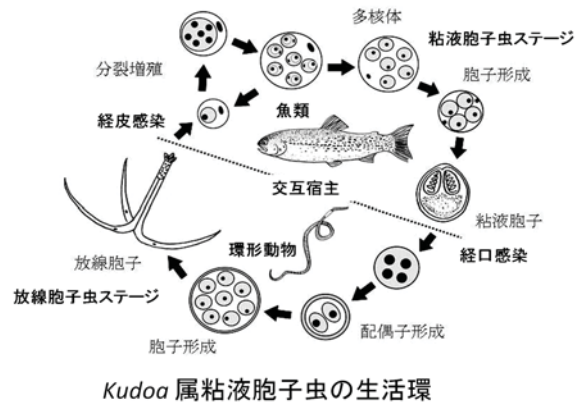 多核体
粘液胞子虫ステージ
分裂増殖
胞子形成
経皮感染
魚類
交互宿主
粘液胞子
環形動物
経口感染
放線胞子
放線胞子虫ステージ
配偶子形成
胞子形成
Kudoa 属粘液胞子虫の生活環